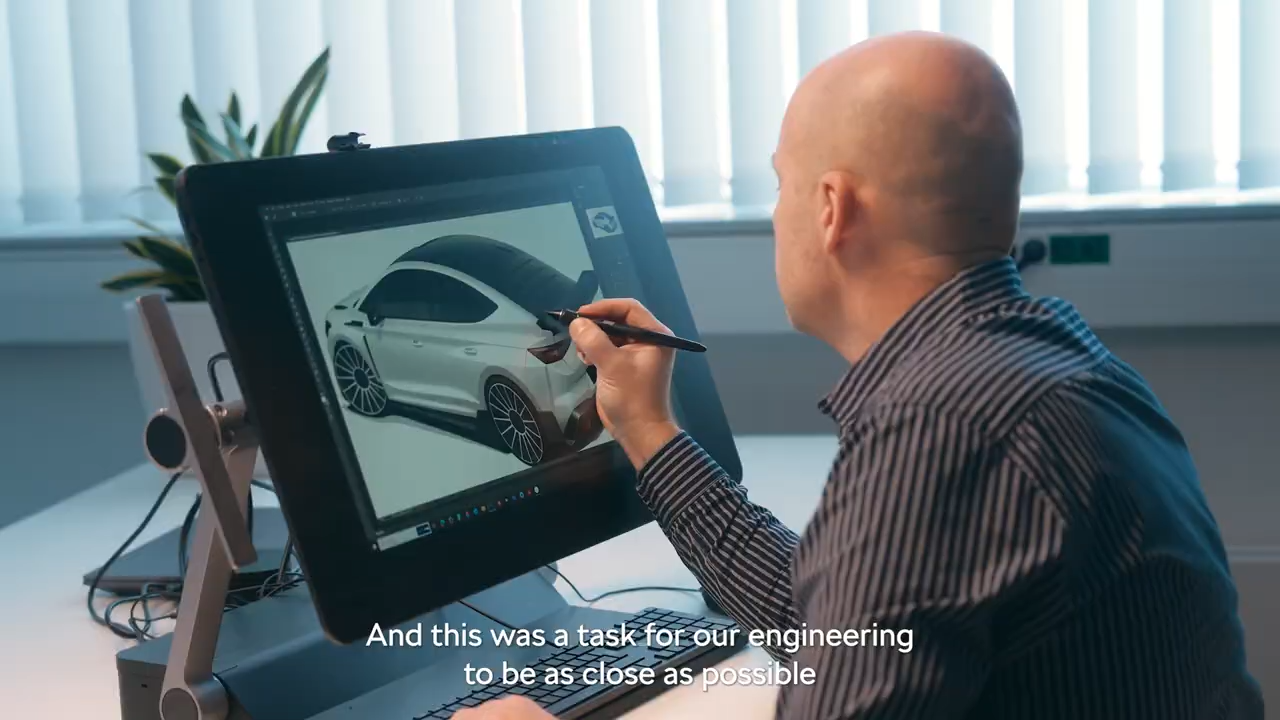 And this was a task for our engineering
to be as close as possible